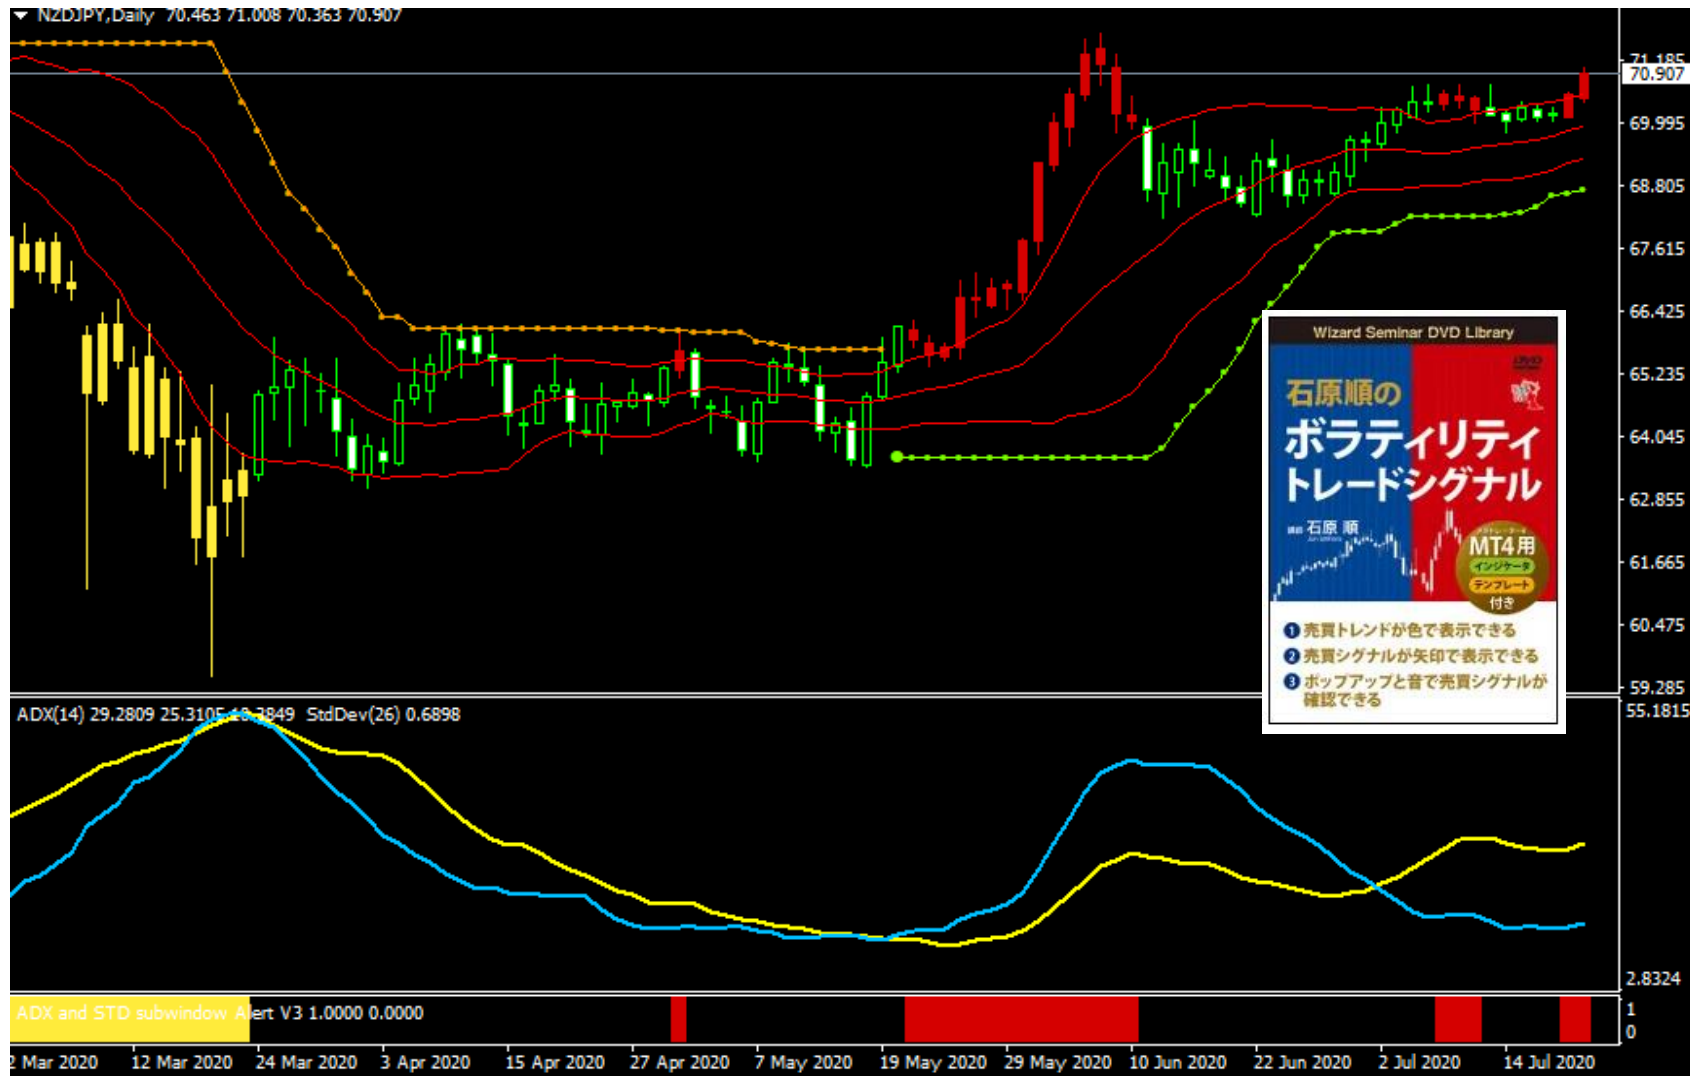 NZDJPY,Daily 70.463 71.008 70.363 70.907
71.185
70.907
69.995
68.805
67.615
66.425
65.235
64.045
62.855
61.665
60.475
59.285
Wizard Seminar DVD Library
石原順の
ボラティリティ
トレードシグナル
石原 順
MT4用
インジケータ
テンプレート
付き
1 売買トレンドが色で表示できる
2 売買シグナルが矢印で表示できる
3 ポップアップと音で売買シグナルが
確認できる
ADX(14) 29.2809 25.3105 StdDev(26) 0.6898
55.1815
2.8324
ADX and STD subwindow Alert V3 1.0000 0.0000
1
0
2 Mar 2020 12 Mar 2020 24 Mar 2020 3 Apr 2020 15 Apr 2020 27 Apr 2020 7 May 2020 19 May 2020 29 May 2020 10 Jun 2020 22 Jun 2020 2 Jul 2020 14 Jul 2020